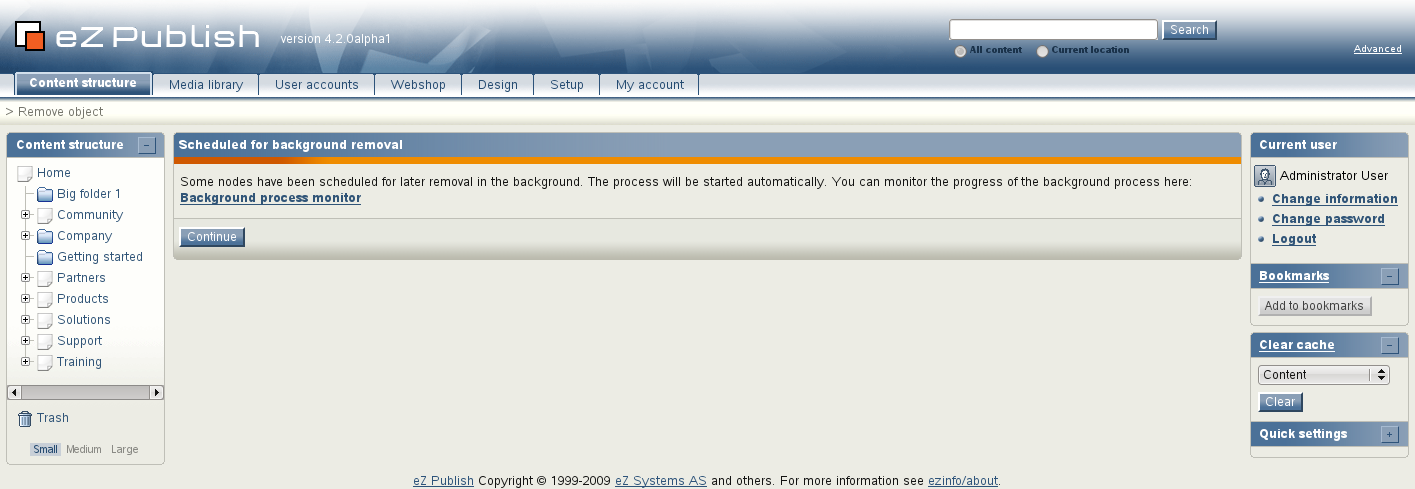 eZ Publish version 4.2.0alpha1
Search
All content Current location
Advanced
Content structure Media library User accounts Webshop Design Setup My account
> Remove object
Content structure -
Home
Big folder 1
Community
Company
Getting started
Partners
Products
Solutions
Support
Training
Trash
Small Medium Large
Scheduled for background removal
Some nodes have been scheduled for later removal in the background. The process will be started automatically. You can monitor the progress of the background process here:
Background process monitor
Continue
Current user
Administrator User
Change information
Change password
Logout
Bookmarks -
Add to bookmarks
Clear cache -
Content
Clear
Quick settings +
eZ Publish Copyright © 1999-2009 eZ Systems AS and others. For more information see ezinfo/about.